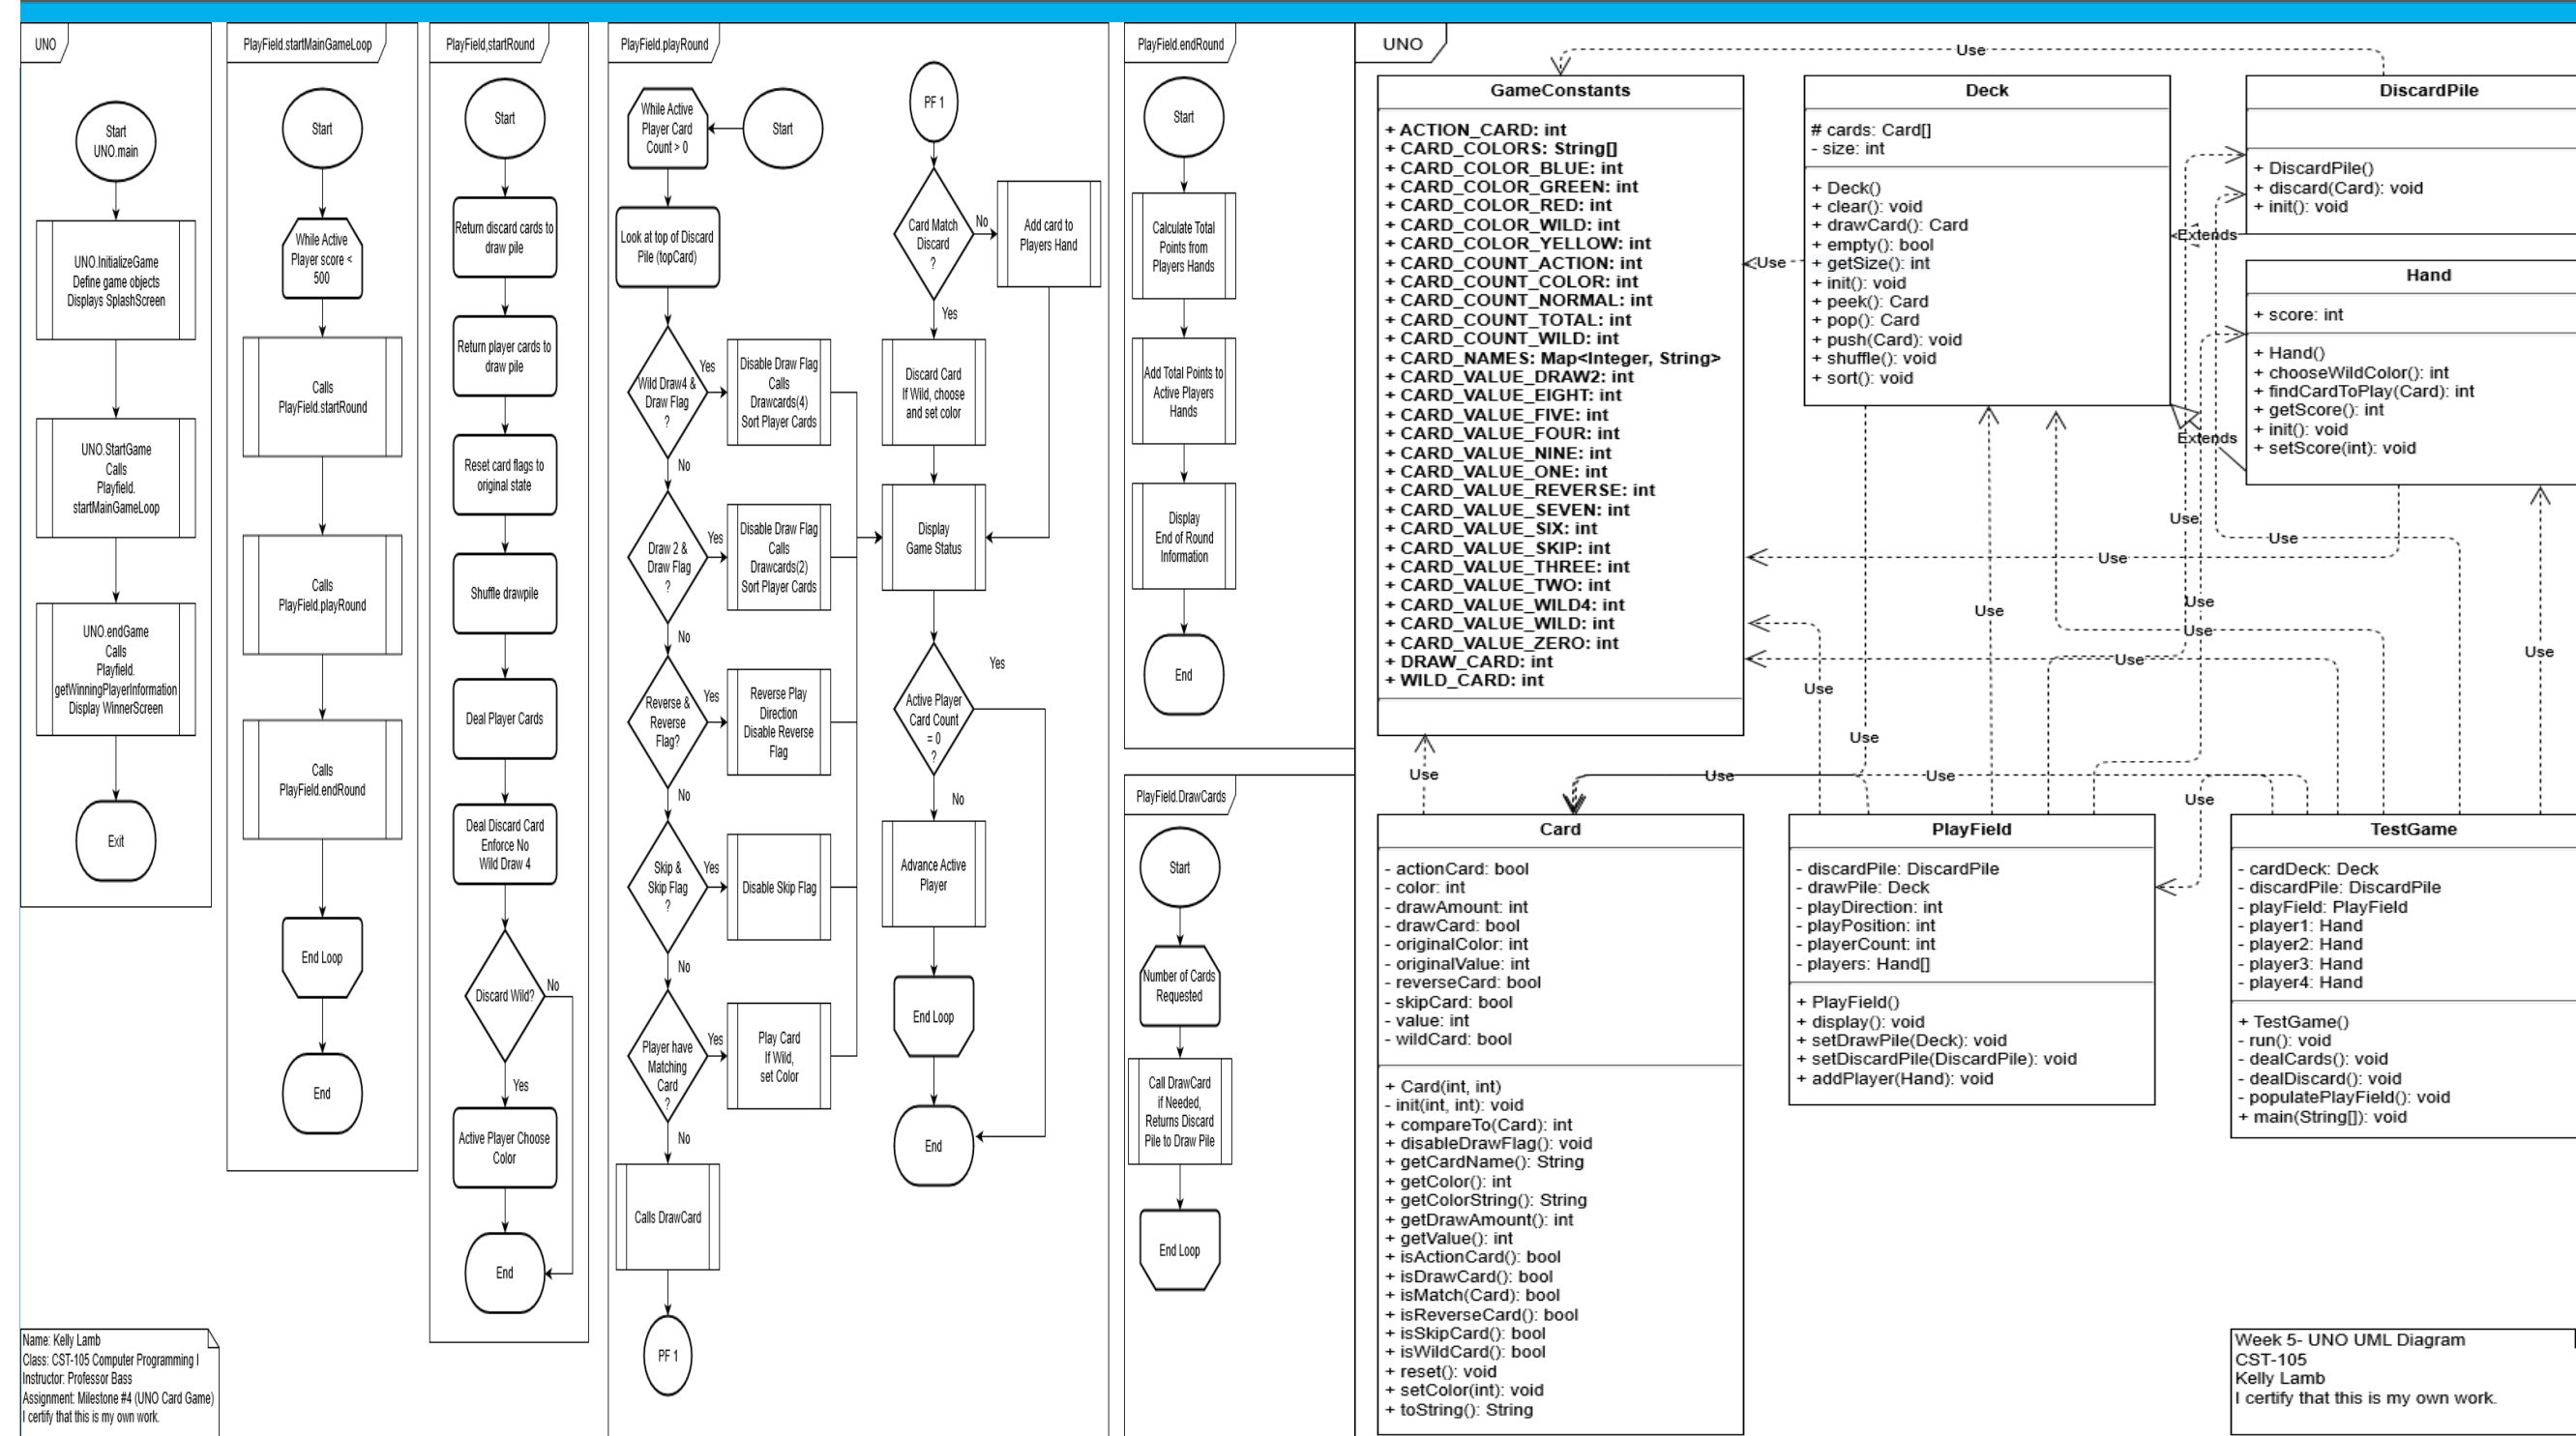 UNO
Start
UNO.main
UNO.InitializeGame
Define game objects
Displays SplashScreen
UNO.StartGame
Calls
Playfield.
startMainGameLoop
UNO.endGame
Calls
Playfield.
getWinningPlayerInformation
Display WinnerScreen
Exit
Name: Kelly Lamb
Class: CST-105 Computer Programming I
Instructor: Professor Bass
Assignment: Milestone #4 (UNO Card Game)
I certify that this is my own work.
PlayField.startMainGameLoop
Start
While Active
Player score <
500
Calls
PlayField.startRound
Calls
PlayField.playRound
Calls
PlayField.endRound
End Loop
End
PlayField,startRound
Start
Return discard cards to
draw pile
Return player cards to
draw pile
Reset card flags to
original state
Shuffle drawpile
Deal Player Cards
Deal Discard Card
Enforce No
Wild Draw 4
Discard Wild?
No
Yes
Active Player Choose
Color
End
PlayField.playRound
While Active
Player Card
Count > 0
Start
Look at top of Discard
Pile (topCard)
Wild Draw4 &
Draw Flag
?
Yes
Disable Draw Flag
Calls
Drawcards(4)
Sort Player Cards
No
Draw 2 &
Draw Flag
?
Yes
Disable Draw Flag
Calls
Drawcards(2)
Sort Player Cards
No
Reverse &
Reverse
Flag?
Yes
Reverse Play
Direction
Disable Reverse
Flag
No
Skip &
Skip Flag
?
Yes
Disable Skip Flag
No
Player have
Matching
Card
?
Yes
Play Card
If Wild,
set Color
No
Calls DrawCard
PF 1
PF 1
Card Match
Discard
?
No
Add card to
Players Hand
Yes
Discard Card
If Wild, choose
and set color
Display
Game Status
Active Player
Card Count
= 0
?
Yes
No
Advance Active
Player
End Loop
End
PlayField.endRound
Start
Calculate Total
Points from
Players Hands
Add Total Points to
Active Players
Hands
Display
End of Round
Information
End
PlayField.DrawCards
Start
Number of Cards
Requested
Call DrawCard
if Needed,
Returns Discard
Pile to Draw Pile
End Loop
UNO
GameConstants
+ ACTION_CARD: int
+ CARD_COLORS: String[]
+ CARD_COLOR_BLUE: int
+ CARD_COLOR_GREEN: int
+ CARD_COLOR_RED: int
+ CARD_COLOR_WILD: int
+ CARD_COLOR_YELLOW: int
+ CARD_COUNT_ACTION: int
+ CARD_COUNT_COLOR: int
+ CARD_COUNT_NORMAL: int
+ CARD_COUNT_TOTAL: int
+ CARD_COUNT_WILD: int
+ CARD_NAMES: Map<Integer, String>
+ CARD_VALUE_DRAW2: int
+ CARD_VALUE_EIGHT: int
+ CARD_VALUE_FIVE: int
+ CARD_VALUE_FOUR: int
+ CARD_VALUE_NINE: int
+ CARD_VALUE_ONE: int
+ CARD_VALUE_REVERSE: int
+ CARD_VALUE_SEVEN: int
+ CARD_VALUE_SIX: int
+ CARD_VALUE_SKIP: int
+ CARD_VALUE_THREE: int
+ CARD_VALUE_TWO: int
+ CARD_VALUE_WILD4: int
+ CARD_VALUE_WILD: int
+ CARD_VALUE_ZERO: int
+ DRAW_CARD: int
+ WILD_CARD: int
Use
Use
Deck
# cards: Card[]
- size: int
+ Deck()
+ clear(): void
+ drawCard(): Card
+ empty(): bool
+ getSize(): int
+ init(): void
+ peek(): Card
+ pop(): Card
+ push(Card): void
+ shuffle(): void
+ sort(): void
DiscardPile
+ DiscardPile()
+ discard(Card): void
+ init(): void
Extends
Hand
+ score: int
+ Hand()
+ chooseWildColor(): int
+ findCardToPlay(Card): int
+ getScore(): int
+ init(): void
+ setScore(int): void
Extends
Use
Use
Use
Use
Use
Use
Use
Use
Use
Use
Use
Use
Use
Use
Card
- actionCard: bool
- color: int
- drawAmount: int
- drawCard: bool
- originalColor: int
- originalValue: int
- reverseCard: bool
- skipCard: bool
- value: int
- wildCard: bool
+ Card(int, int)
- init(int, int): void
+ compareTo(Card): int
+ disableDrawFlag(): void
+ getCardName(): String
+ getColor(): int
+ getColorString(): String
+ getDrawAmount(): int
+ getValue(): int
+ isActionCard(): bool
+ isDrawCard(): bool
+ isMatch(Card): bool
+ isReverseCard(): bool
+ isSkipCard(): bool
+ isWildCard(): bool
+ reset(): void
+ setColor(int): void
+ toString(): String
Use
PlayField
- discardPile: DiscardPile
- drawPile: Deck
- playDirection: int
- playPosition: int
- playerCount: int
- players: Hand[]
+ PlayField()
+ display(): void
+ setDrawPile(Deck): void
+ setDiscardPile(DiscardPile): void
+ addPlayer(Hand): void
TestGame
- cardDeck: Deck
- discardPile: DiscardPile
- playField: PlayField
- player1: Hand
- player2: Hand
- player3: Hand
- player4: Hand
+ TestGame()
- run(): void
- dealCards(): void
- dealDiscard(): void
- populatePlayField(): void
+ main(String[]): void
Week 5- UNO UML Diagram
CST-105
Kelly Lamb
I certify that this is my own work.